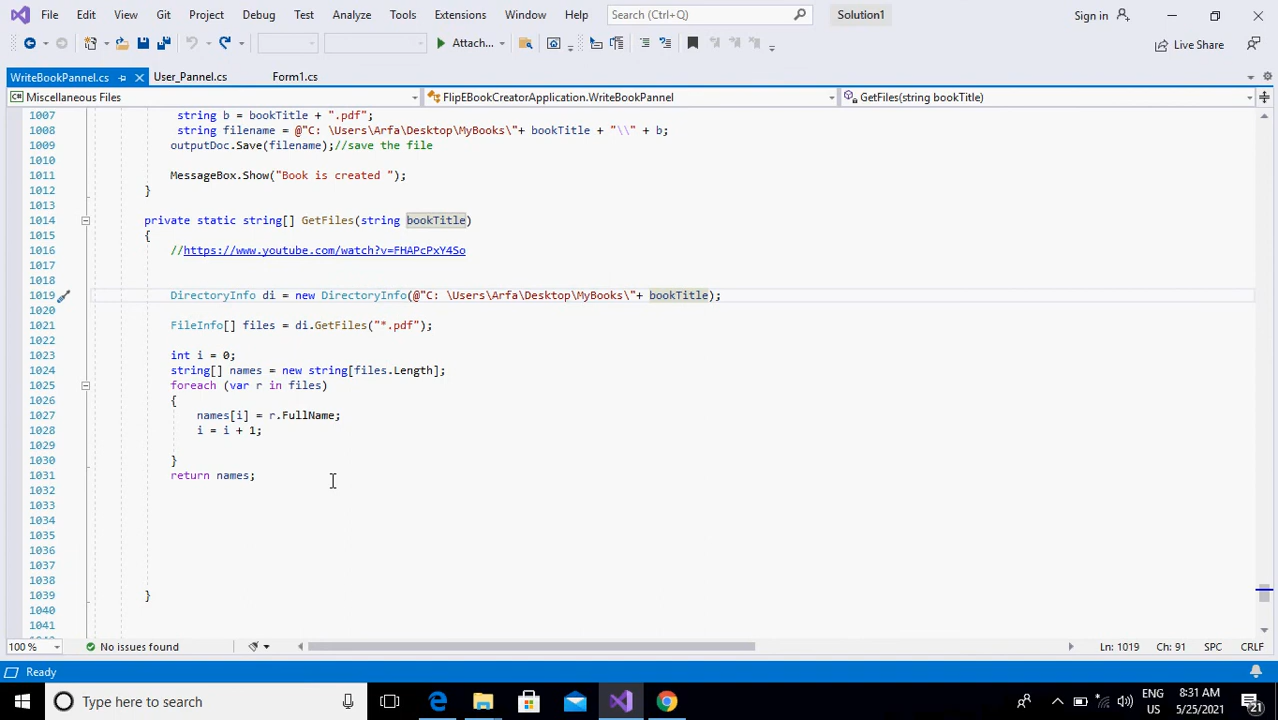 File Edit View Git Project Debug Test Analyze Tools Extensions Window Help Search (Ctrl+Q) Solution1 Sign in
Attach... Live Share
WriteBookPannel.cs User_Pannel.cs Form1.cs
C# Miscellaneous Files FlipEBookCreatorApplication.WriteBookPannel GetFiles(string bookTitle)
1007 string b = bookTitle + ".pdf";
1008 string filename = @"C: \Users\Arfa\Desktop\MyBooks\"+ bookTitle + "\\" + b;
1009 outputDoc.Save(filename);//save the file
1010
1011 MessageBox.Show("Book is created ");
1012 }
1013
1014 private static string[] GetFiles(string bookTitle)
1015 {
1016 //https://www.youtube.com/watch?v=FHAPcPxY4So
1017
1018
1019 DirectoryInfo di = new DirectoryInfo(@"C: \Users\Arfa\Desktop\MyBooks\"+ bookTitle);
1020
1021 FileInfo[] files = di.GetFiles("*.pdf");
1022
1023 int i = 0;
1024 string[] names = new string[files.Length];
1025 foreach (var r in files)
1026 {
1027 names[i] = r.FullName;
1028 i = i + 1;
1029
1030 }
1031 return names;
1032
1033
1034
1035
1036
1037
1038
1039 }
1040
1041
100 % No issues found Ln: 1019 Ch: 91 SPC CRLF
Ready
Type here to search ENG US 8:31 AM 5/25/2021 21